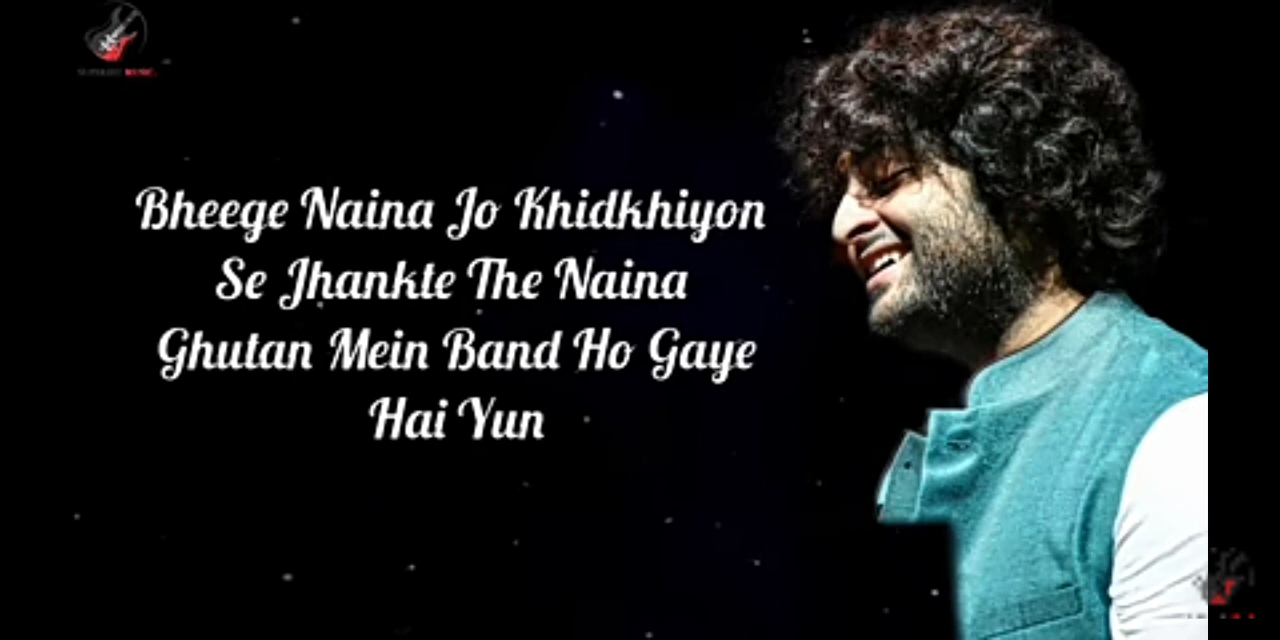 Bheege Naina Jo Khidkhiyon
Se Jhankte The Naina
Ghutan Mein Band Ho Gaye
Hai Yun